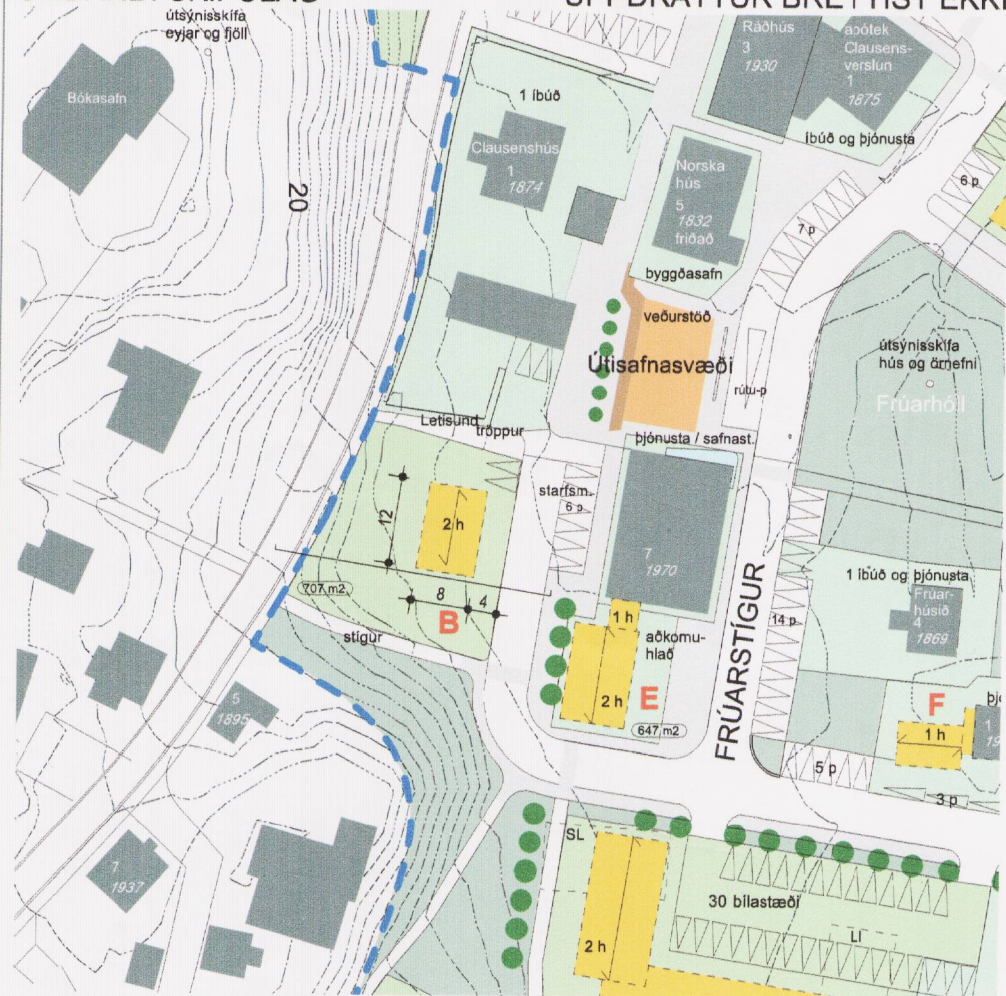 útsýnisskífa
eyjar og fjöll
Bókasafn
20
1 íbúð
Clausenshús
1
1874
Ráðhús
3
1930
apótek
Clausens-
verslun
1
1875
íbúð og þjónusta
Norska
hús
5
1832
friðað
byggðasafn
6 p
7 p
veðurstöð
Útisafnasvæði
rútu-p
útsýnisskífa
hús og örnefni
Frúarhóll
Letisund
tröppur
þjónusta / safnast.
starfsm.
6 p
12
2 h
7
1970
707 m2
8
4
B
stígur
1 h
aðkomu-
hlað
2 h
E
647 m2
FRÚARSTÍGUR
14 p
1 íbúð og þjónusta
Frúar-
húsið
4
1869
F
1 h
5 p
3 p
5
1895
7
1937
SL
30 bílastæði
LI
2 h